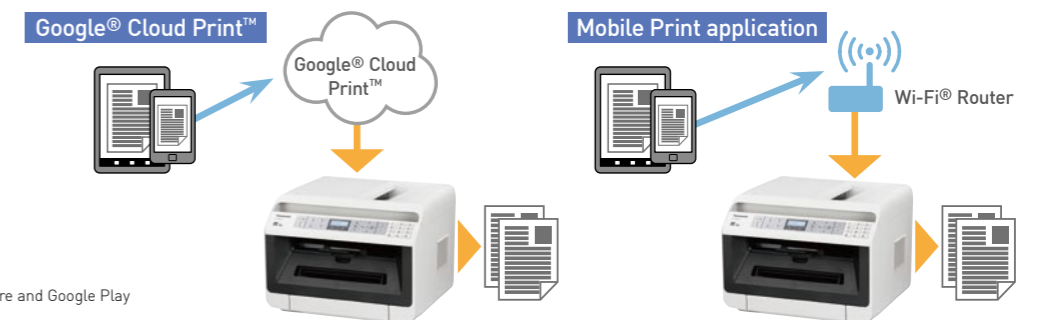 Google® Cloud Print™
Google® Cloud
Print™
Mobile Print application
Wi-Fi® Router
re and Google Play